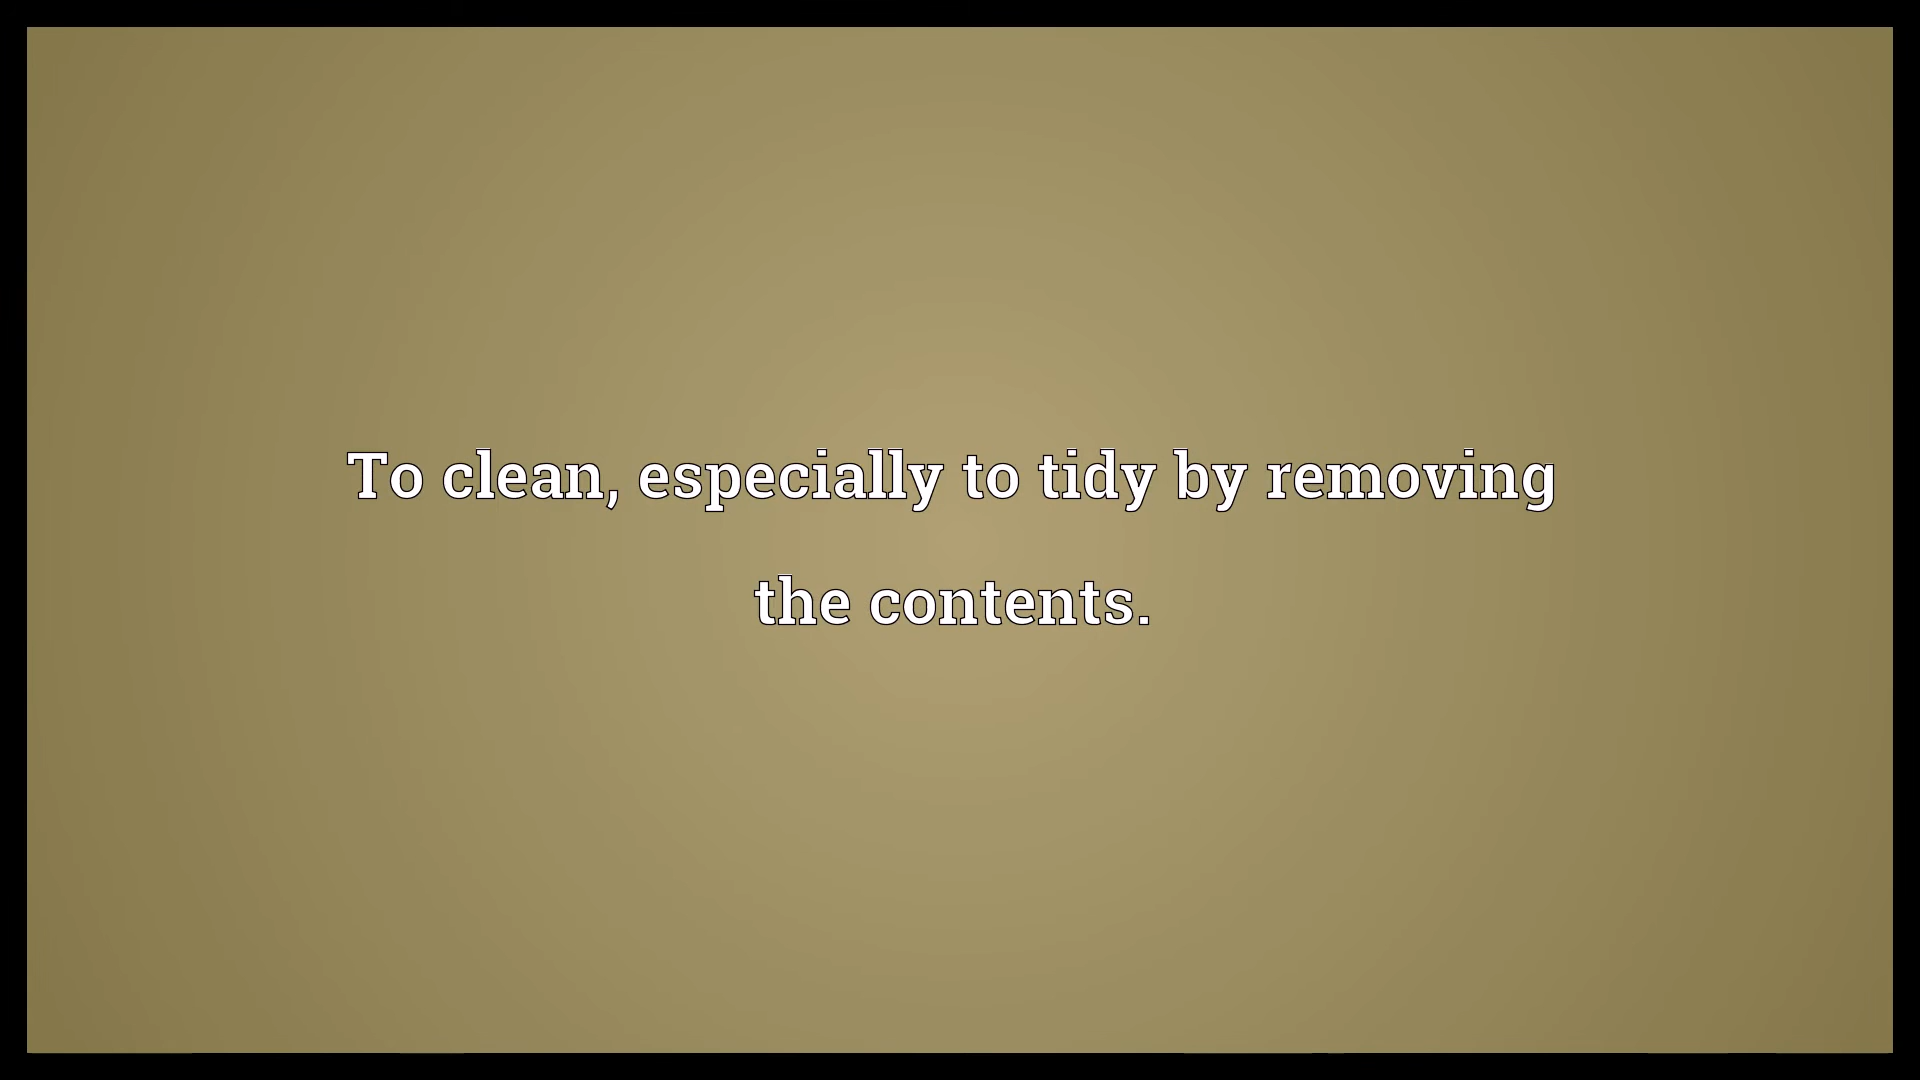 To clean, especially to tidy by removing
the contents.